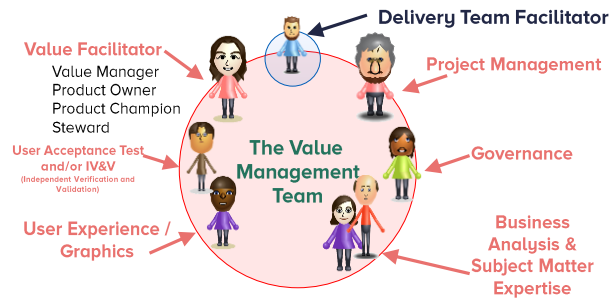 Delivery Team Facilitator
Value Facilitator
Value Manager
Product Owner
Product Champion
Steward
Project Management
User Acceptance Test
and/or IV&V
(Independent Verification and
Validation)
The Value
Management
Team
Governance
User Experience /
Graphics
Business
Analysis &
Subject Matter
Expertise